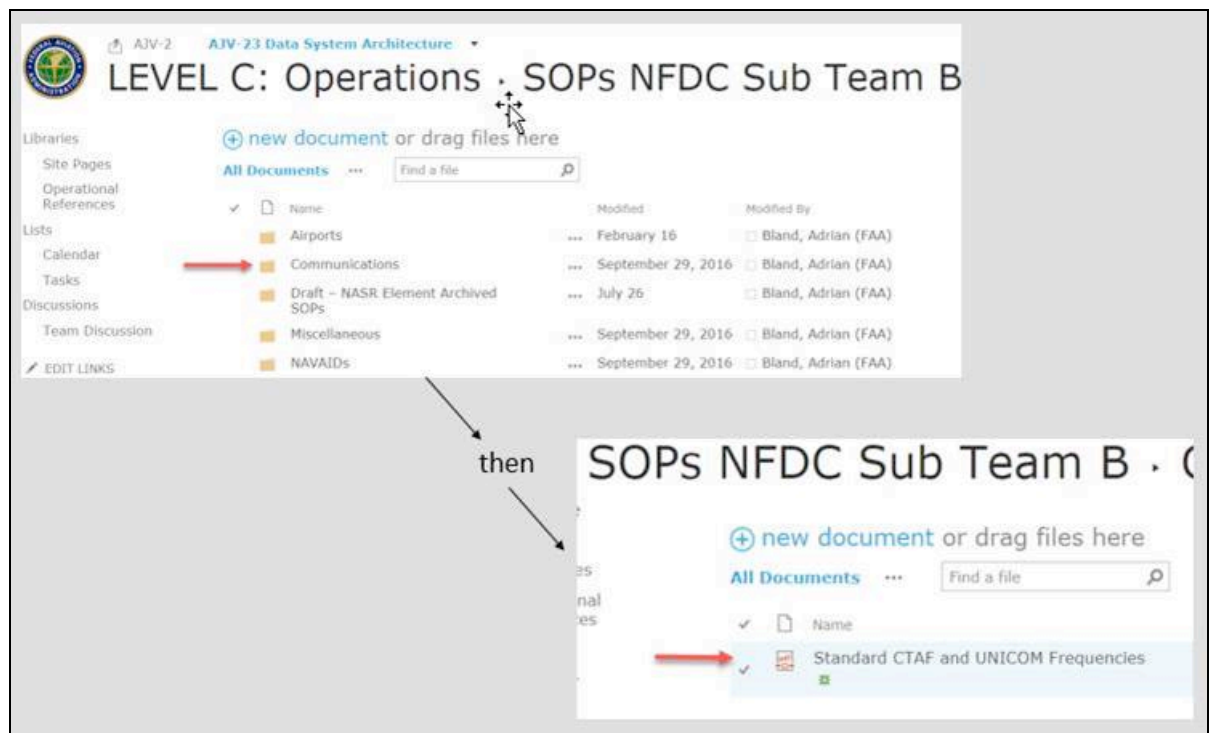 AJV-2 AJV-23 Data System Architecture
LEVEL C: Operations · SOPs NFDC Sub Team B
Libraries
Site Pages
Operational
References
Lists
Calendar
Tasks
Discussions
Team Discussion
EDIT LINKS
new document or drag files here
All Documents ... Find a file
Name Modified Modified By
Airports ... February 16 Bland, Adrian (FAA)
Communications ... September 29, 2016 Bland, Adrian (FAA)
Draft – NASR Element Archived ... July 26 Bland, Adrian (FAA)
SOPs
Miscellaneous ... September 29, 2016 Bland, Adrian (FAA)
NAVAIDs ... September 29, 2016 Bland, Adrian (FAA)
then
SOPs NFDC Sub Team B ·
es
nal
ces
new document or drag files here
All Documents ... Find a file
Name
Standard CTAF and UNICOM Frequencies